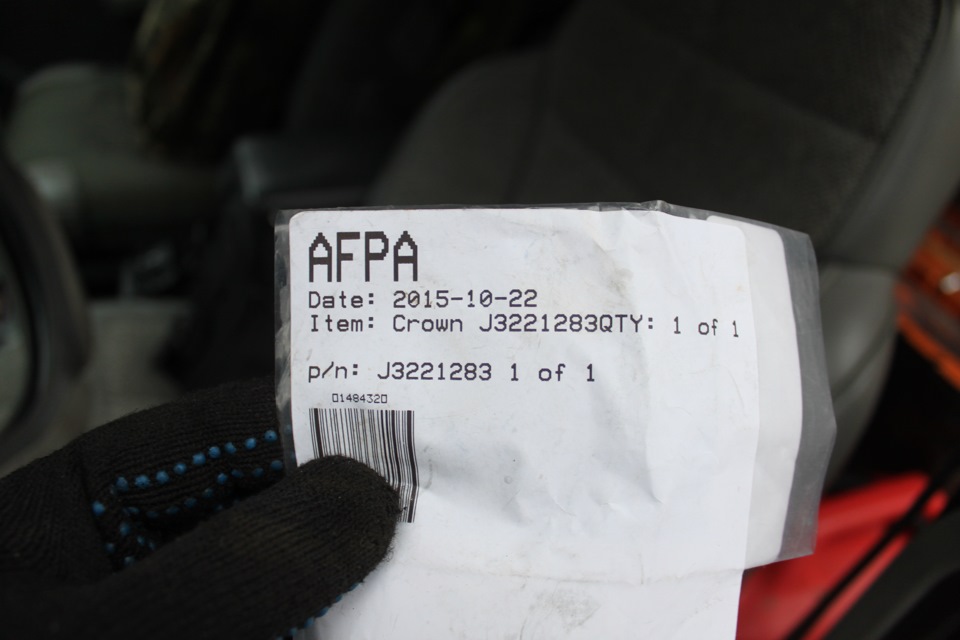 AFPA
Date: 2015-10-22
Item: Crown J3221283QTY: 1 of 1
p/n: J3221283 1 of 1
01484320